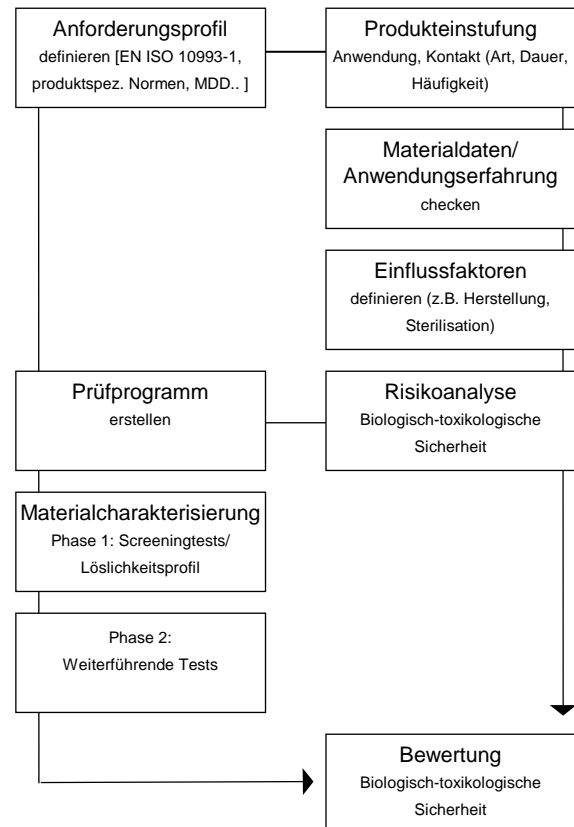 Anforderungsprofil
definieren [EN ISO 10993-1,
produktspez. Normen, MDD.. ]
Produkteinstufung
Anwendung, Kontakt (Art, Dauer,
Häufigkeit)
Materialdaten/
Anwendungserfahrung
checken
Einflussfaktoren
definieren (z.B. Herstellung,
Sterilisation)
Prüfprogramm
erstellen
Risikoanalyse
Biologisch-toxikologische
Sicherheit
Materialcharakterisierung
Phase 1: Screeningtests/
Löslichkeitsprofil
Phase 2:
Weiterführende Tests
Bewertung
Biologisch-toxikologische
Sicherheit